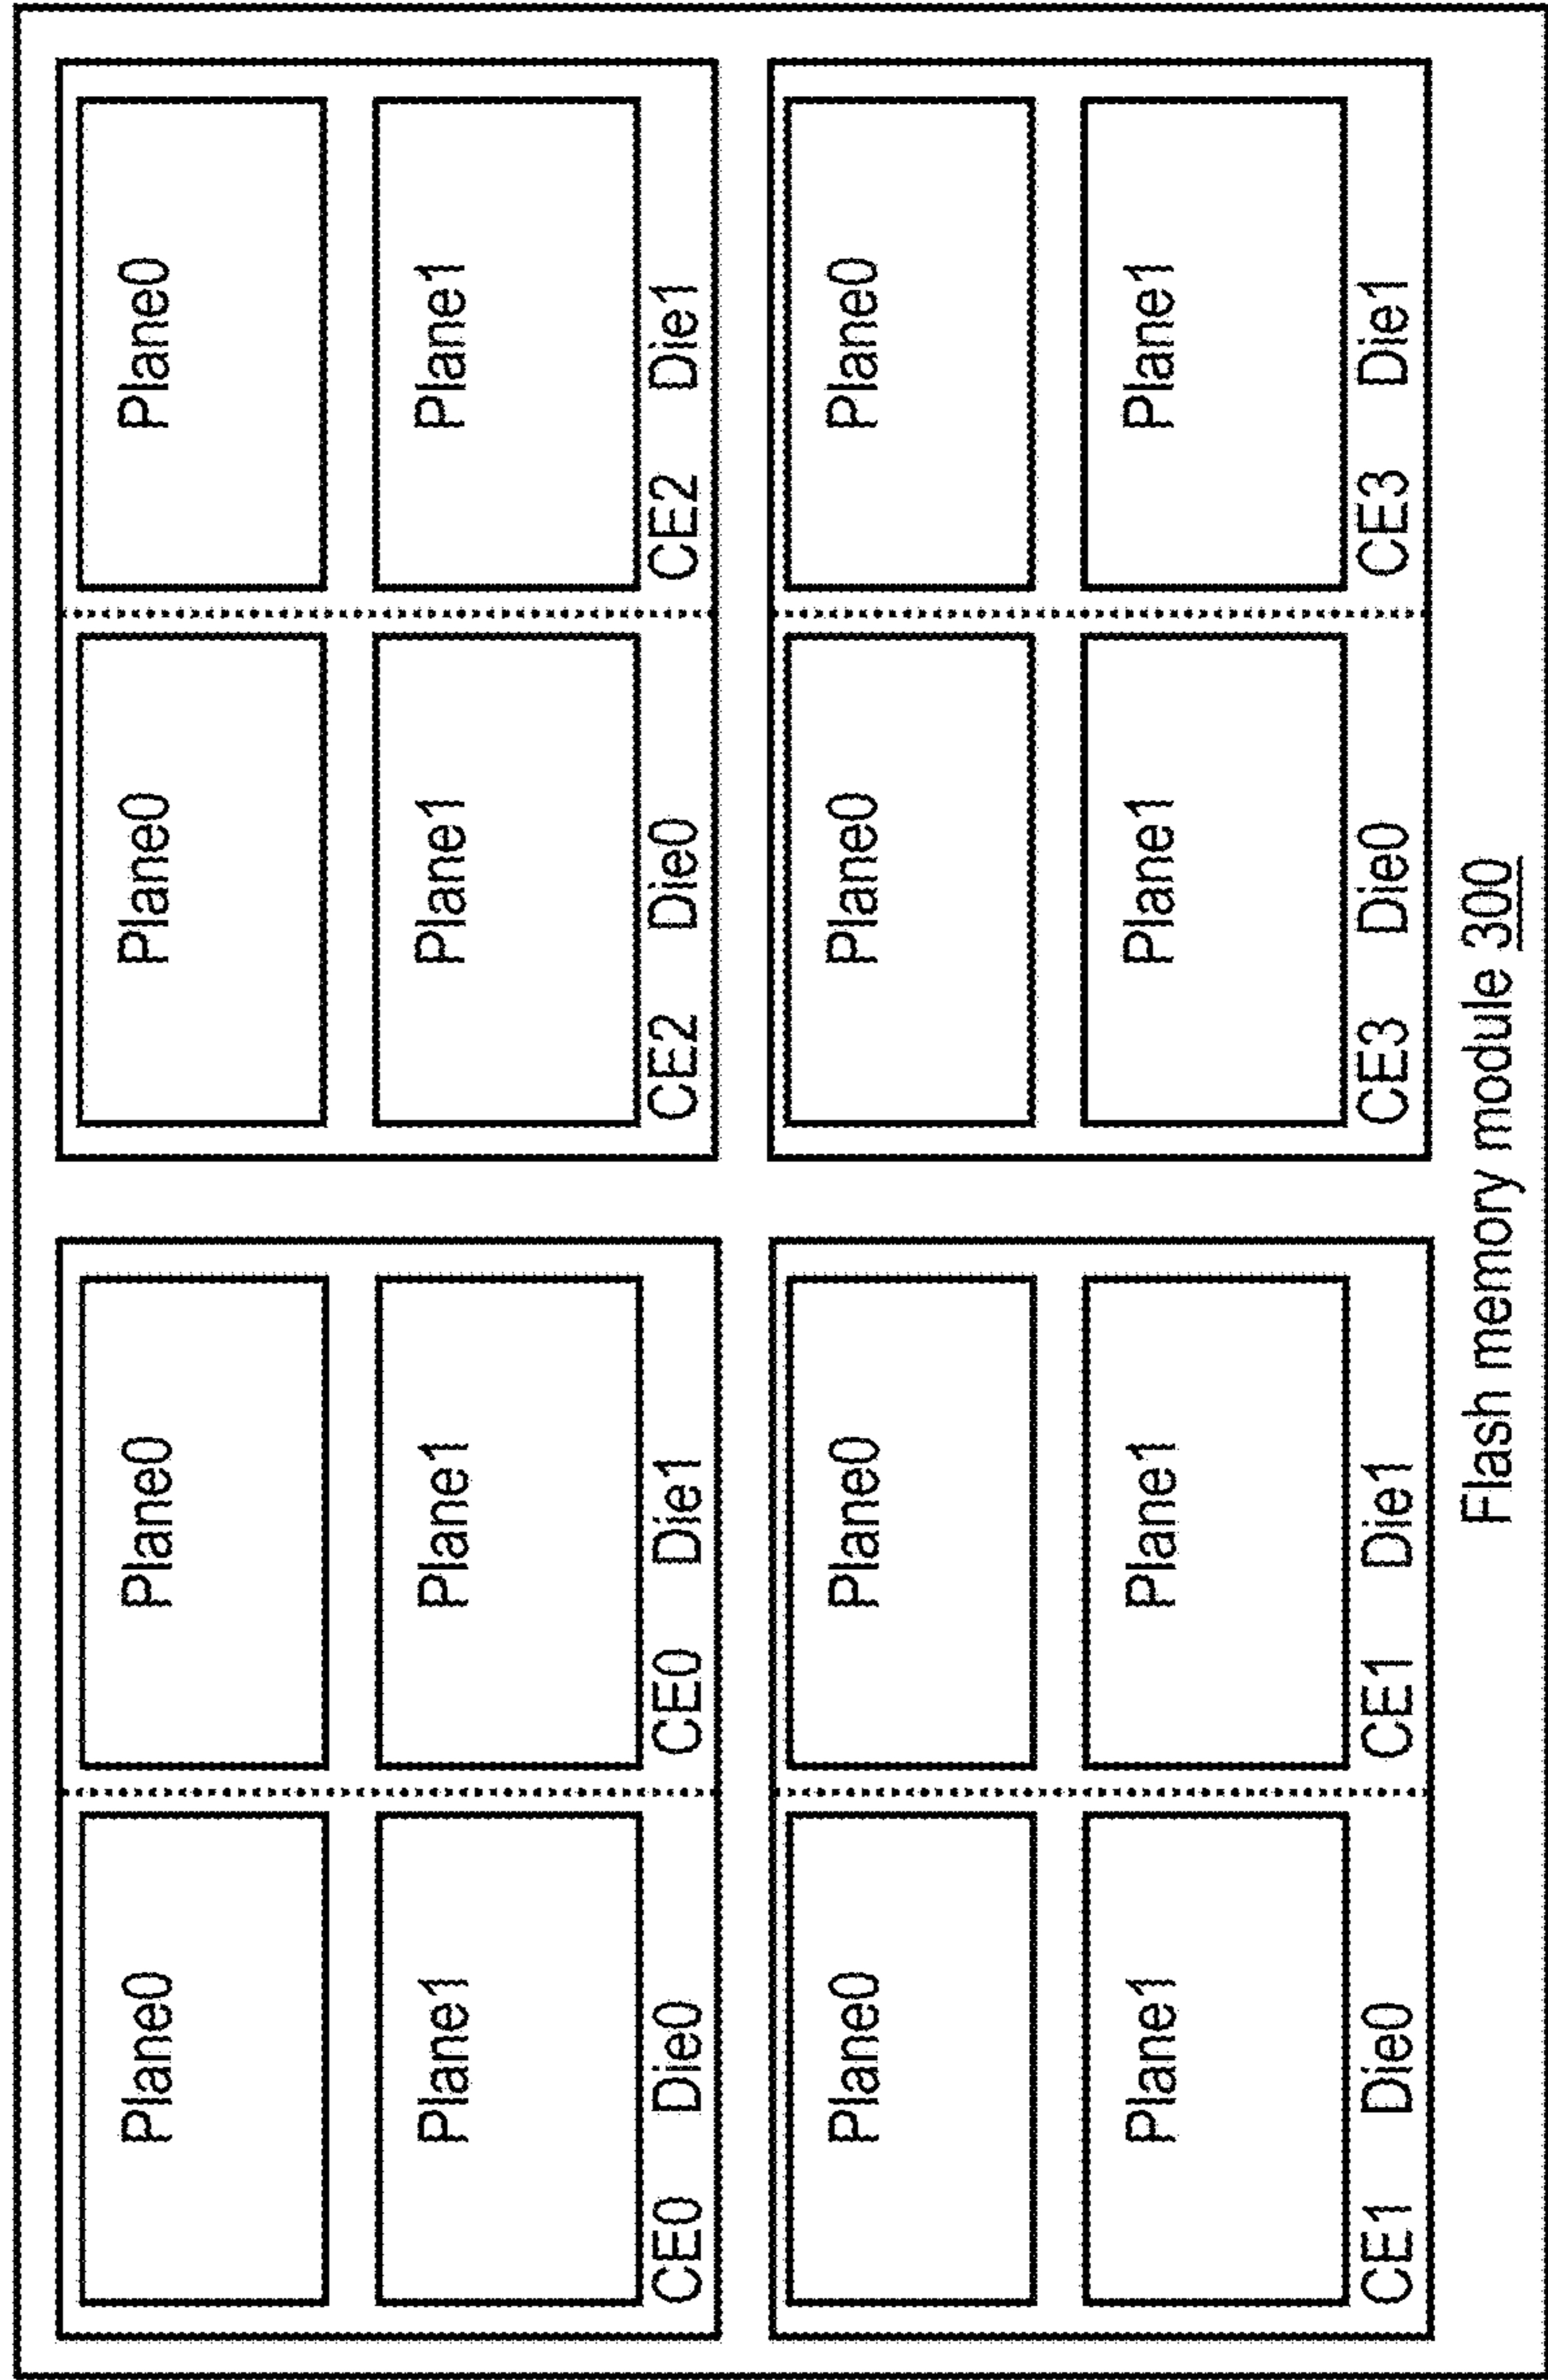 Plane0
Plane0
Plane1
Plane1
CE0 Die0
CE0 Die1
Plane0
Plane0
Plane1
Plane1
CE2 Die0
CE2 Die1
Plane0
Plane0
Plane1
Plane1
CE1 Die0
CE1 Die1
Plane0
Plane0
Plane1
Plane1
CE3 Die0
CE3 Die1
Flash memory module 300